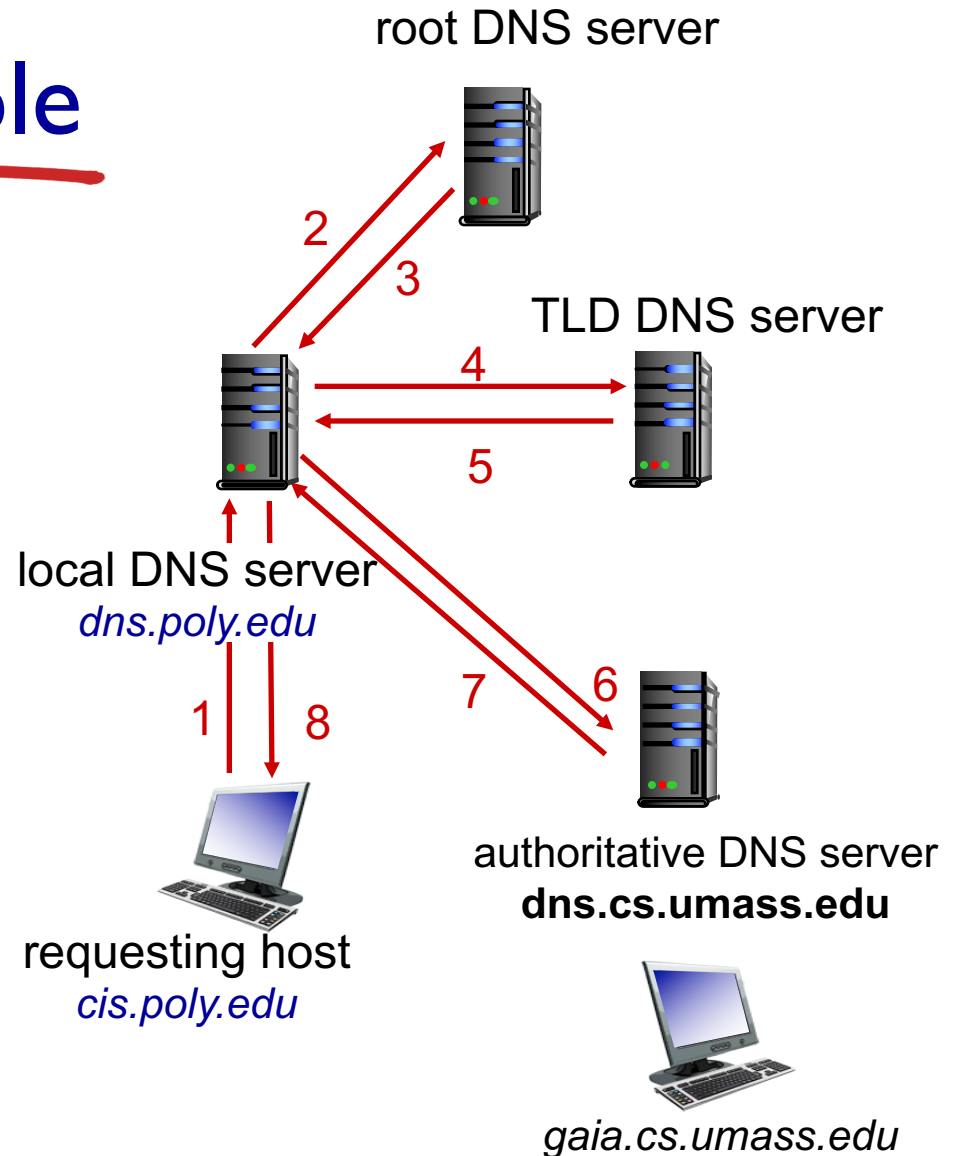 root DNS server
ple
2
3
TLD DNS server
4
5
local DNS server
dns.poly.edu
1
8
7
6
requesting host
cis.poly.edu
authoritative DNS server
dns.cs.umass.edu
gaia.cs.umass.edu